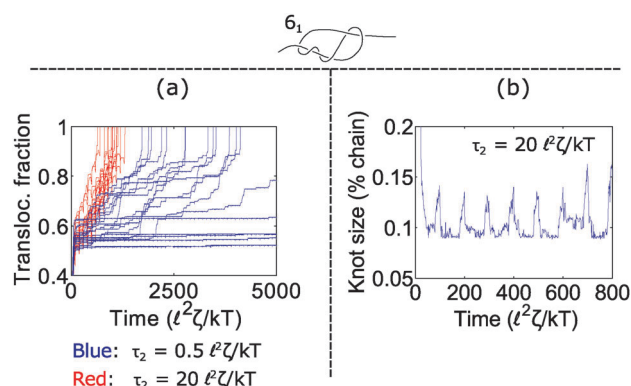 6₁
(a)
(b)
Transloc. fraction
1
0.8
0.6
0.4
0
2500
5000
Time (ℓ²ζ/kT)
Blue: τ₂ = 0.5 ℓ²ζ/kT
Red: τ₂ = 20 ℓ²ζ/kT
Knot size (% chain)
0.2
0.15
0.1
0.05
τ₂ = 20 ℓ²ζ/kT
0
200
400
600
800
Time (ℓ²ζ/kT)